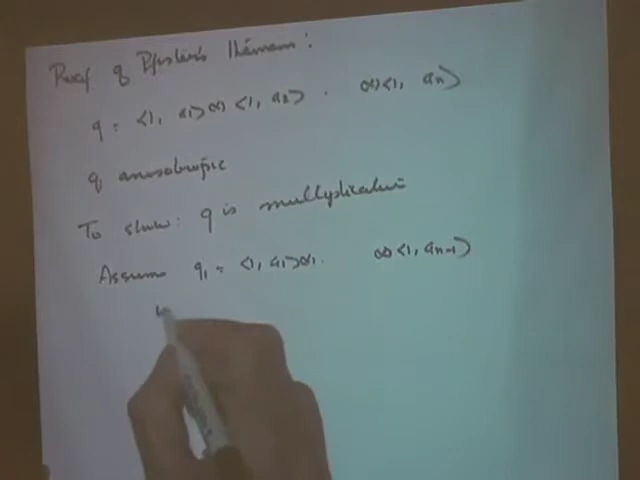 Proof of Pfister's Theorem:
q = <1, a₁> ⊗ <1, a₂> . ⊗ <1, aₙ>
q anisotropic
To show: q is multiplicative
Assume q₁ = <1, a₁> ⊗ . ⊗ <1, aₙ₋₁>